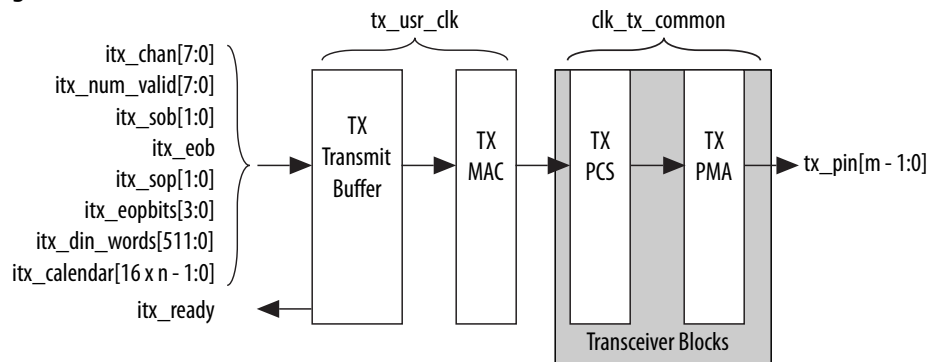 tx_usr_clk
clk_tx_common
itx_chan[7:0]
itx_num_valid[7:0]
itx_sob[1:0]
itx_eob
itx_sop[1:0]
itx_eopbits[3:0]
itx_din_words[511:0]
itx_calendar[16 x n - 1:0]
itx_ready
TX
Transmit
Buffer
TX
MAC
TX
PCS
TX
PMA
tx_pin[m - 1:0]
Transceiver Blocks